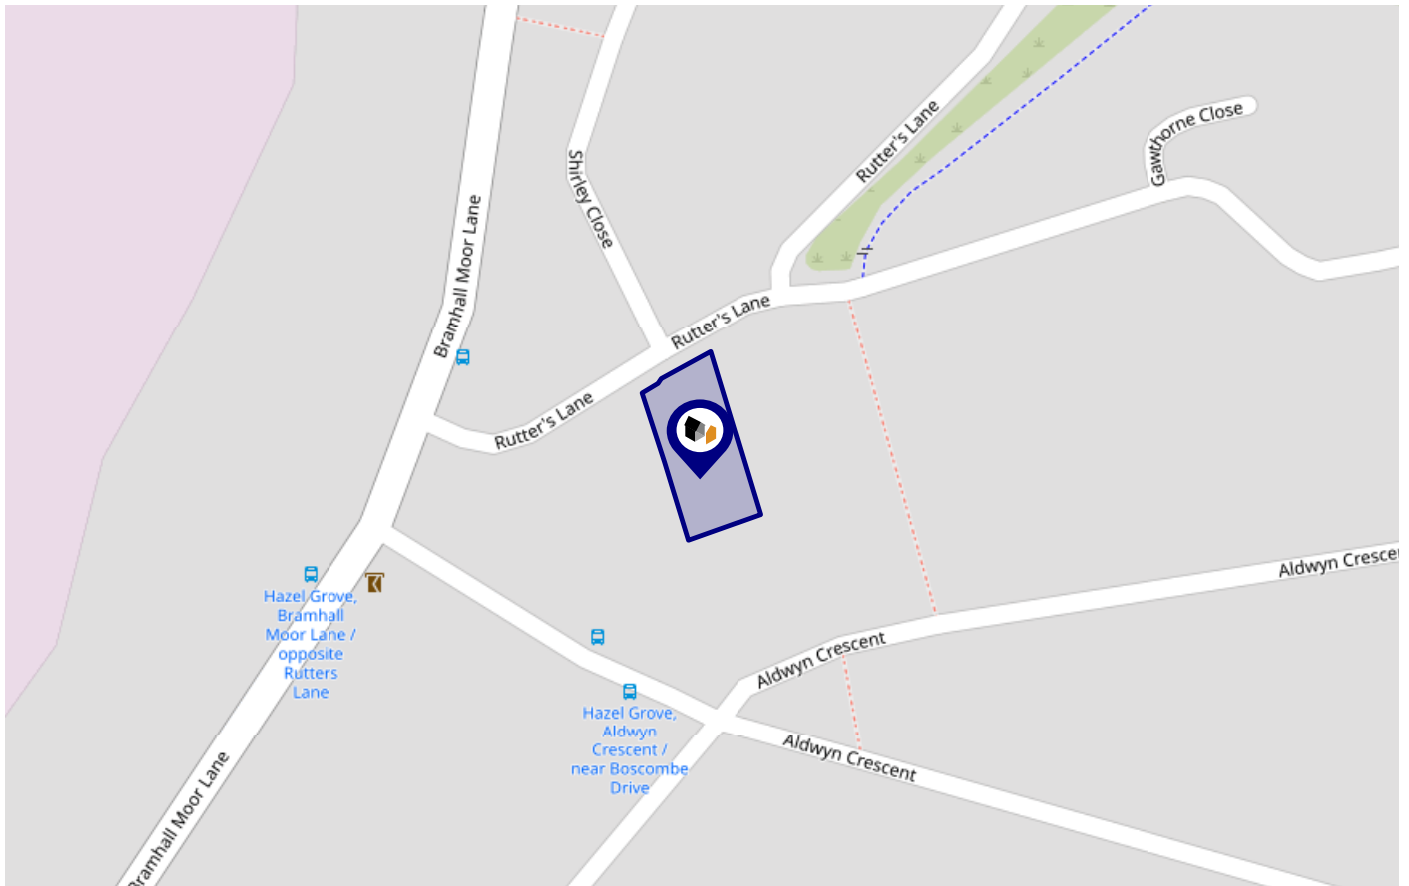 Rutter's Lane
Gawthorne Close
Shirley Close
Bramhall Moor Lane
Rutter's Lane
Rutter's Lane
Aldwyn Cresce
Hazel Grove,
Bramhall
Moor Lane /
opposite
Rutters
Lane
Aldwyn Crescent
Hazel Grove,
Aldwyn
Crescent /
near Boscombe
Drive
Aldwyn Crescent
Bramhall Moor Lane